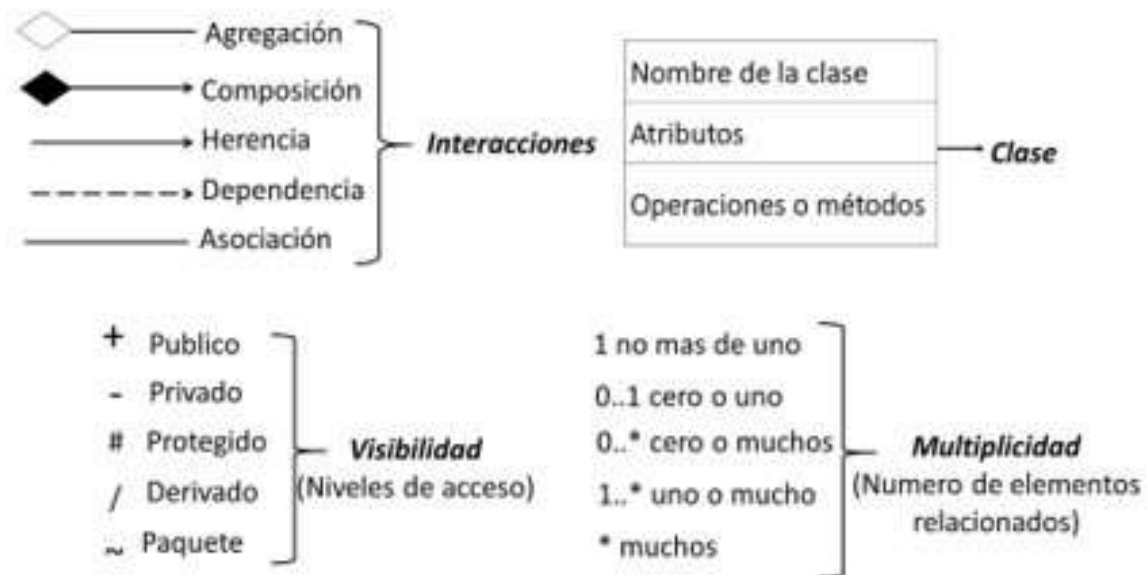 Agregación
Composición
Herencia
Dependencia
Asociación
Interacciones
Nombre de la clase
Atributos
Operaciones o métodos
Clase
+ Publico
- Privado
# Protegido
/ Derivado
~ Paquete
Visibilidad
(Niveles de acceso)
1 no mas de uno
0..1 cero o uno
0..* cero o muchos
1..* uno o mucho
* muchos
Multiplicidad
(Numero de elementos
relacionados)